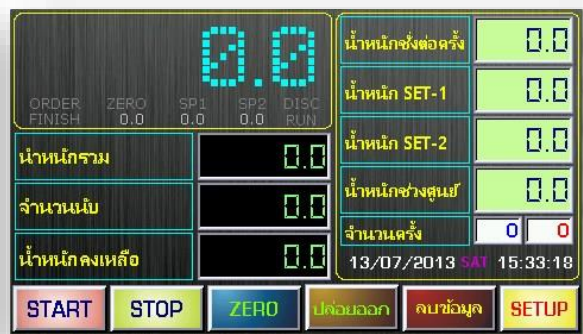 0.0
ORDER FINISH
ZERO 0.0
SP1 0.0
SP2 0.0
DISC RUN
น้ำหนักรวม 0.0
จำนวนนับ 0.0
น้ำหนักคงเหลือ 0.0
น้ำหนักชั่งต่อครั้ง 0.0
น้ำหนัก SET-1 0.0
น้ำหนัก SET-2 0.0
น้ำหนักช่วงศูนย์ 0.0
จำนวนครั้ง 0 0
13/07/2013 SAT 15:33:18
START STOP ZERO ปล่อยออก ลบข้อมูล SETUP